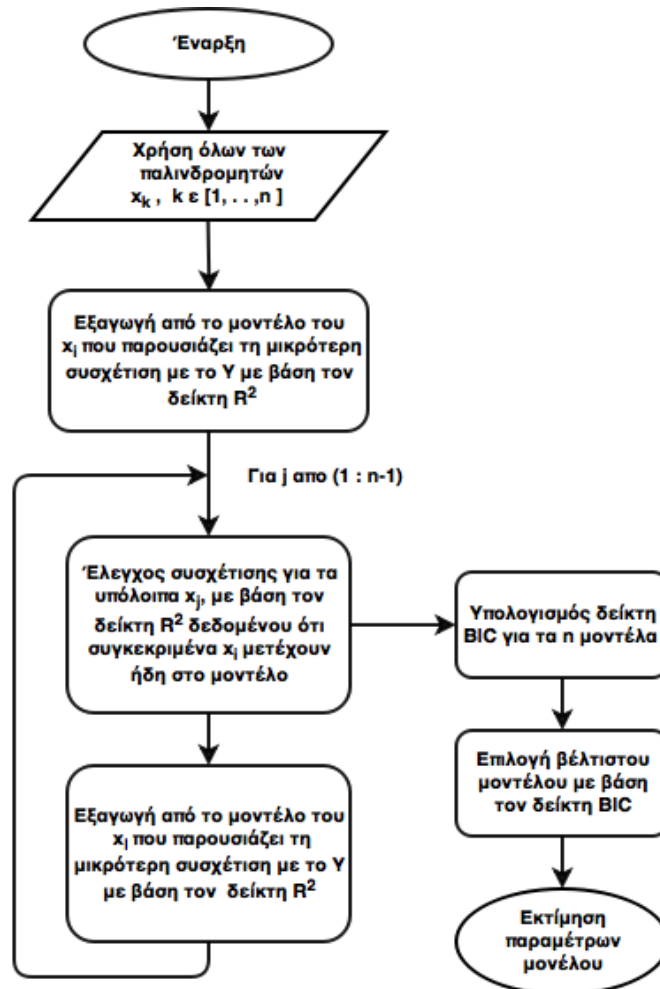 Έναρξη
Χρήση όλων των
παλινδρομητών
xk , k ε [1, . . ,n ]
Εξαγωγή από το μοντέλο του
xi που παρουσιάζει τη μικρότερη
συσχέτιση με το Y με βάση τον
δείκτη R²
Για j απο (1 : n-1)
Έλεγχος συσχέτισης για τα
υπόλοιπα xj, με βάση τον
δείκτη R² δεδομένου ότι
συγκεκριμένα xi μετέχουν
ήδη στο μοντέλο
Εξαγωγή από το μοντέλο του
xi που παρουσιάζει τη
μικρότερη συσχέτιση με το Y
με βάση τον δείκτη R²
Υπολογισμός δείκτη
BIC για τα n μοντέλα
Επιλογή βέλτιστου
μοντέλου με βάση
τον δείκτη BIC
Εκτίμηση
παραμέτρων
μονέλου